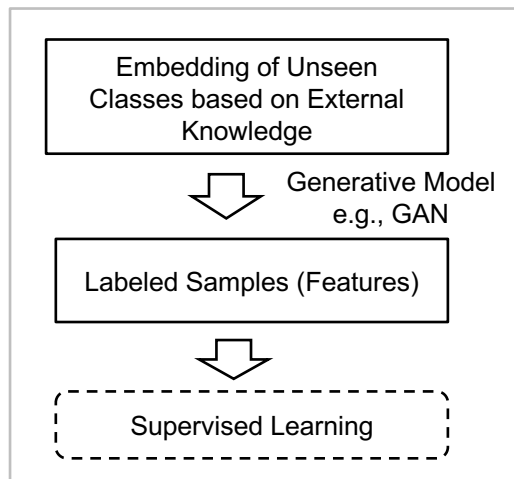 Embedding of Unseen
Classes based on External
Knowledge
Generative Model
e.g., GAN
Labeled Samples (Features)
Supervised Learning